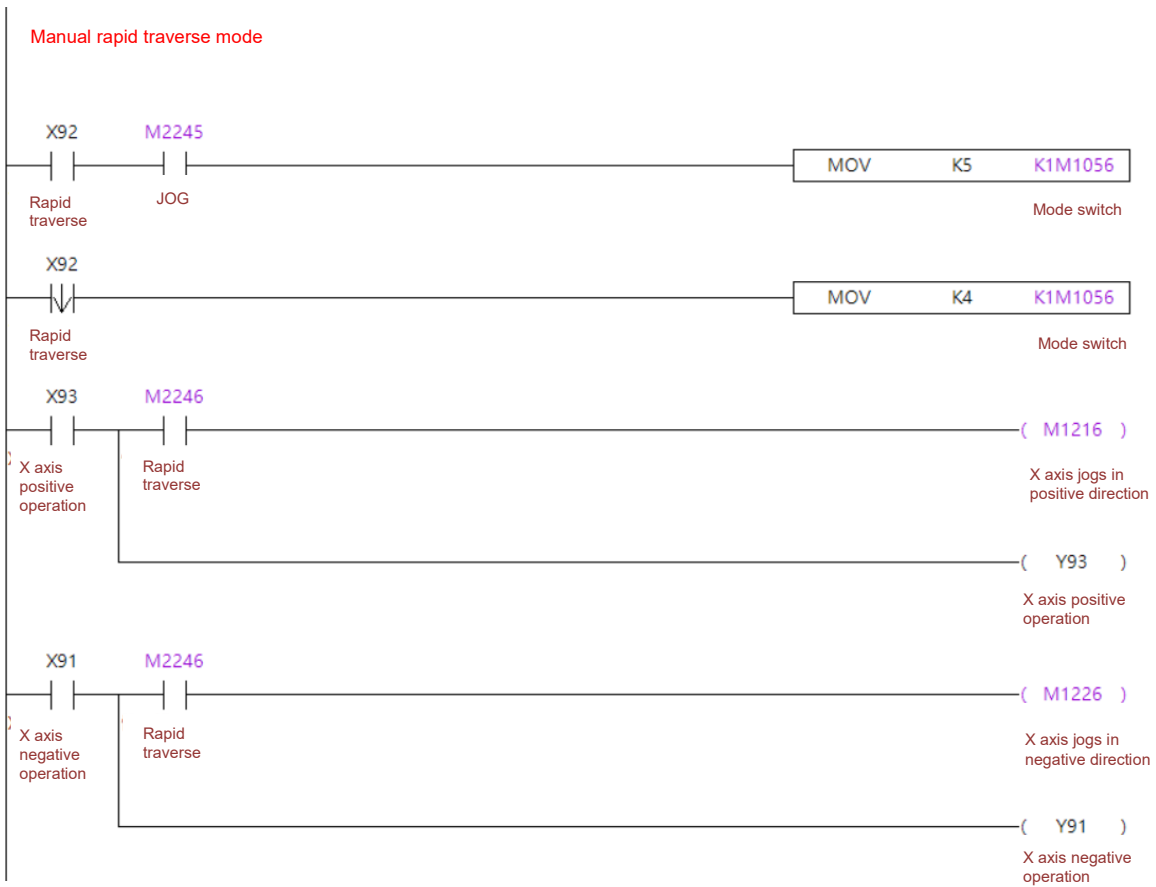 Manual rapid traverse mode
X92 M2245
MOV K5 K1M1056
Rapid
traverse
JOG
Mode switch
X92
MOV K4 K1M1056
Rapid
traverse
Mode switch
X93 M2246
( M1216 )
X axis
positive
operation
Rapid
traverse
X axis jogs in
positive direction
( Y93 )
X axis positive
operation
X91 M2246
( M1226 )
X axis
negative
operation
Rapid
traverse
X axis jogs in
negative direction
( Y91 )
X axis negative
operation